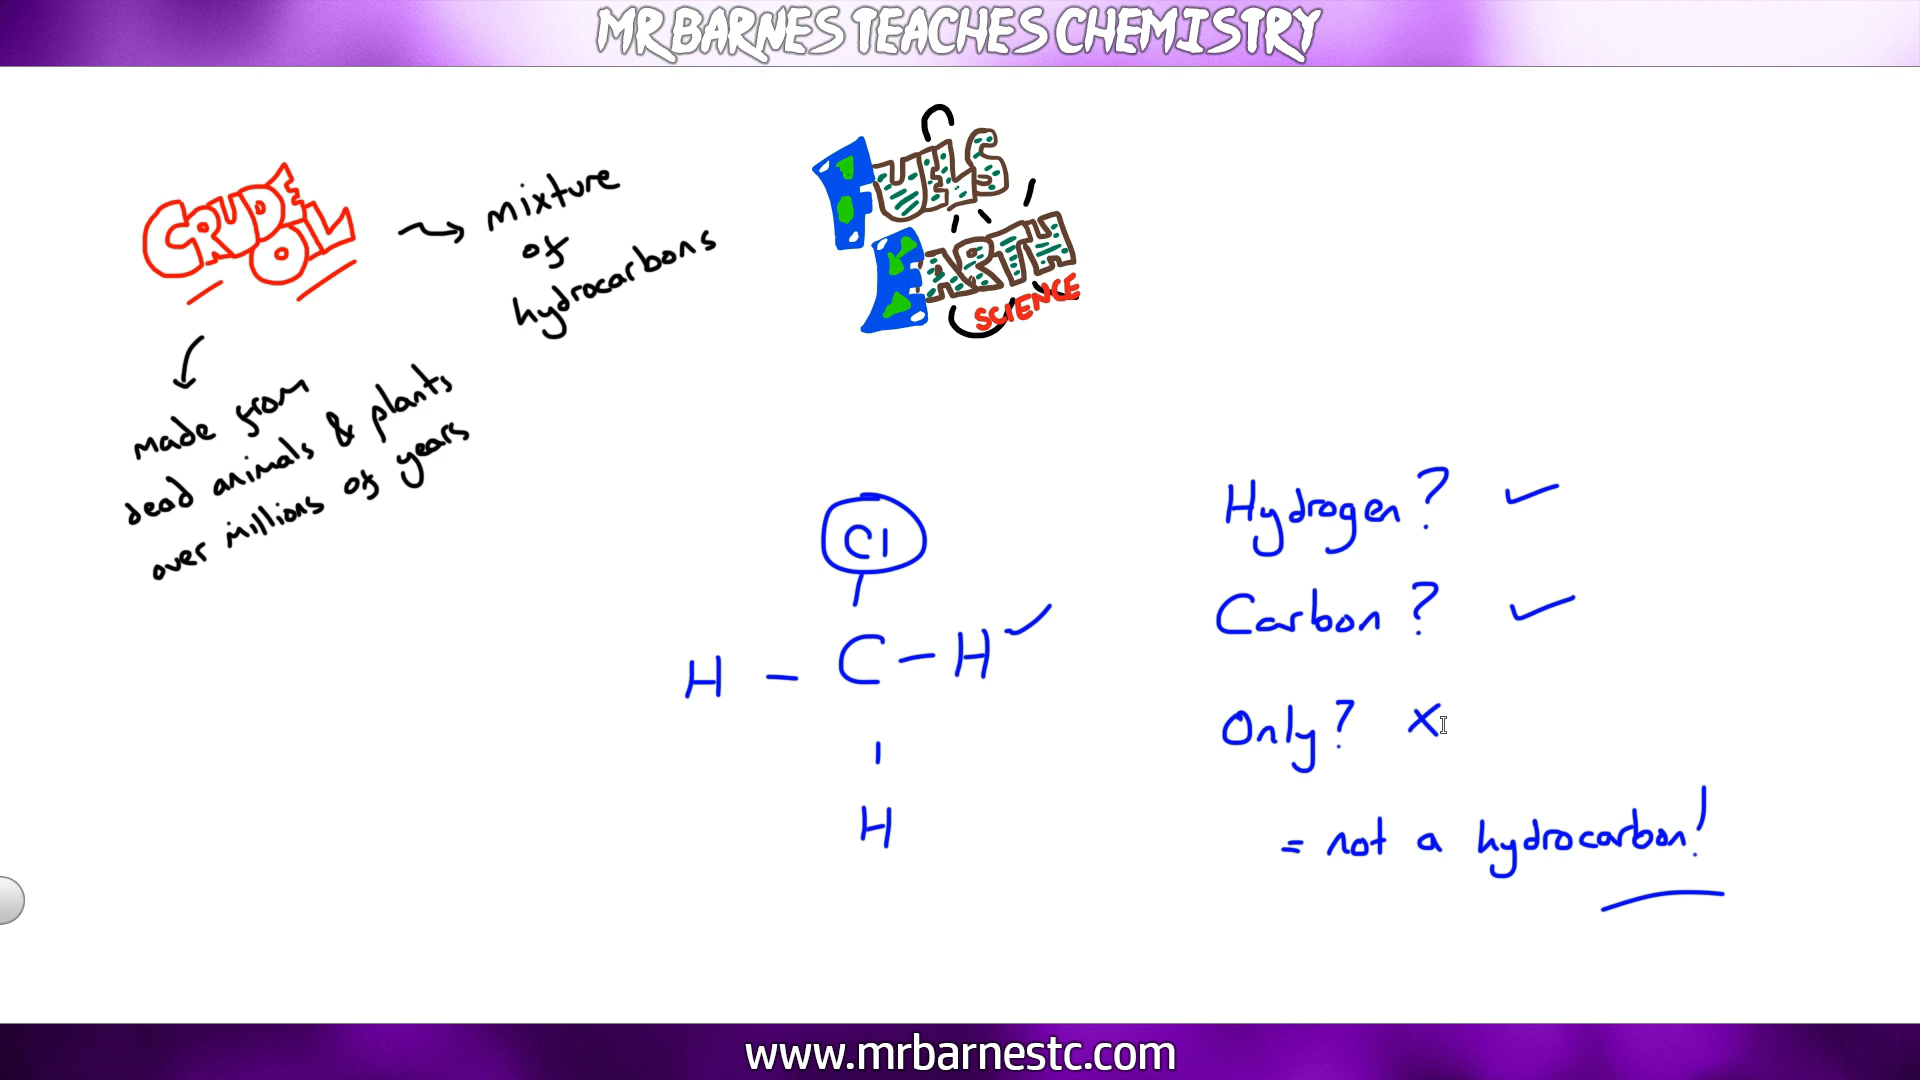 MR BARNES TEACHES CHEMISTRY
CRUDE
OIL
mixture
of
hydrocarbons
made from
dead animals & plants
over millions of years
FUELS
EARTH
SCIENCE
Cl
H - C - H ✓
H
Hydrogen? ✓
Carbon? ✓
Only? X
= not a hydrocarbon!
www.mrbarnestc.com